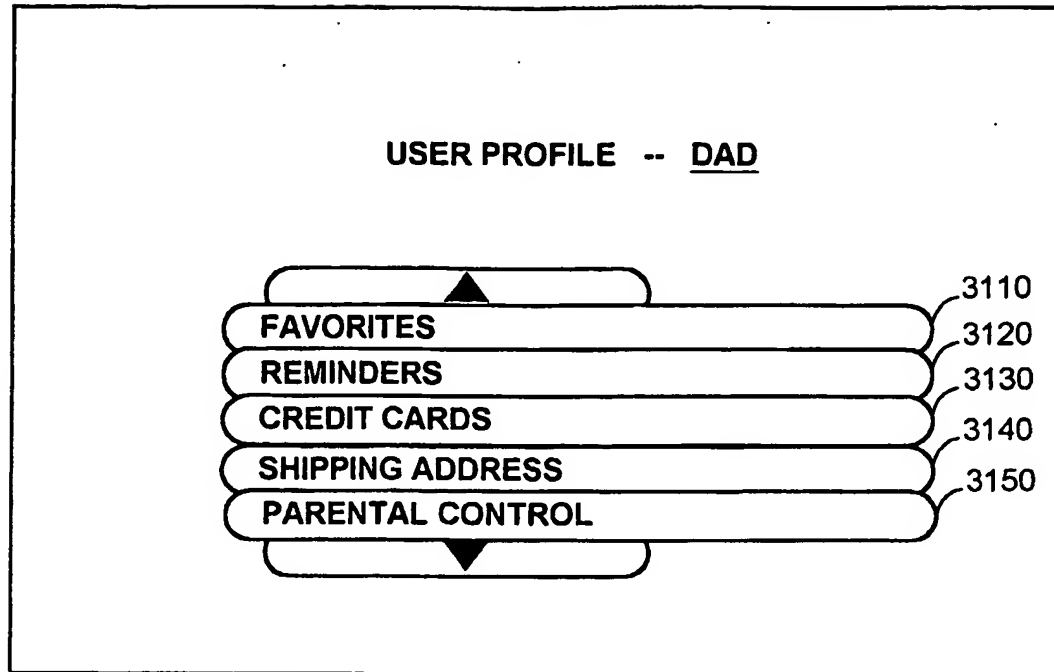 USER PROFILE -- DAD
FAVORITES 3110
REMINDERS 3120
CREDIT CARDS 3130
SHIPPING ADDRESS 3140
PARENTAL CONTROL 3150